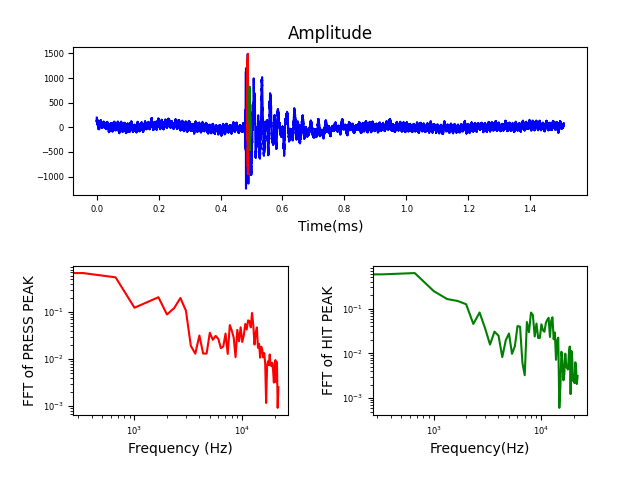 Amplitude
1500
1000
500
0
−500
−1000
0.0 0.2 0.4 0.6 0.8 1.0 1.2 1.4
Time(ms)
FFT of PRESS PEAK
10⁻¹
10⁻²
10⁻³
10³ 10⁴
Frequency (Hz)
FFT of HIT PEAK
10⁻¹
10⁻²
10⁻³
10³ 10⁴
Frequency(Hz)